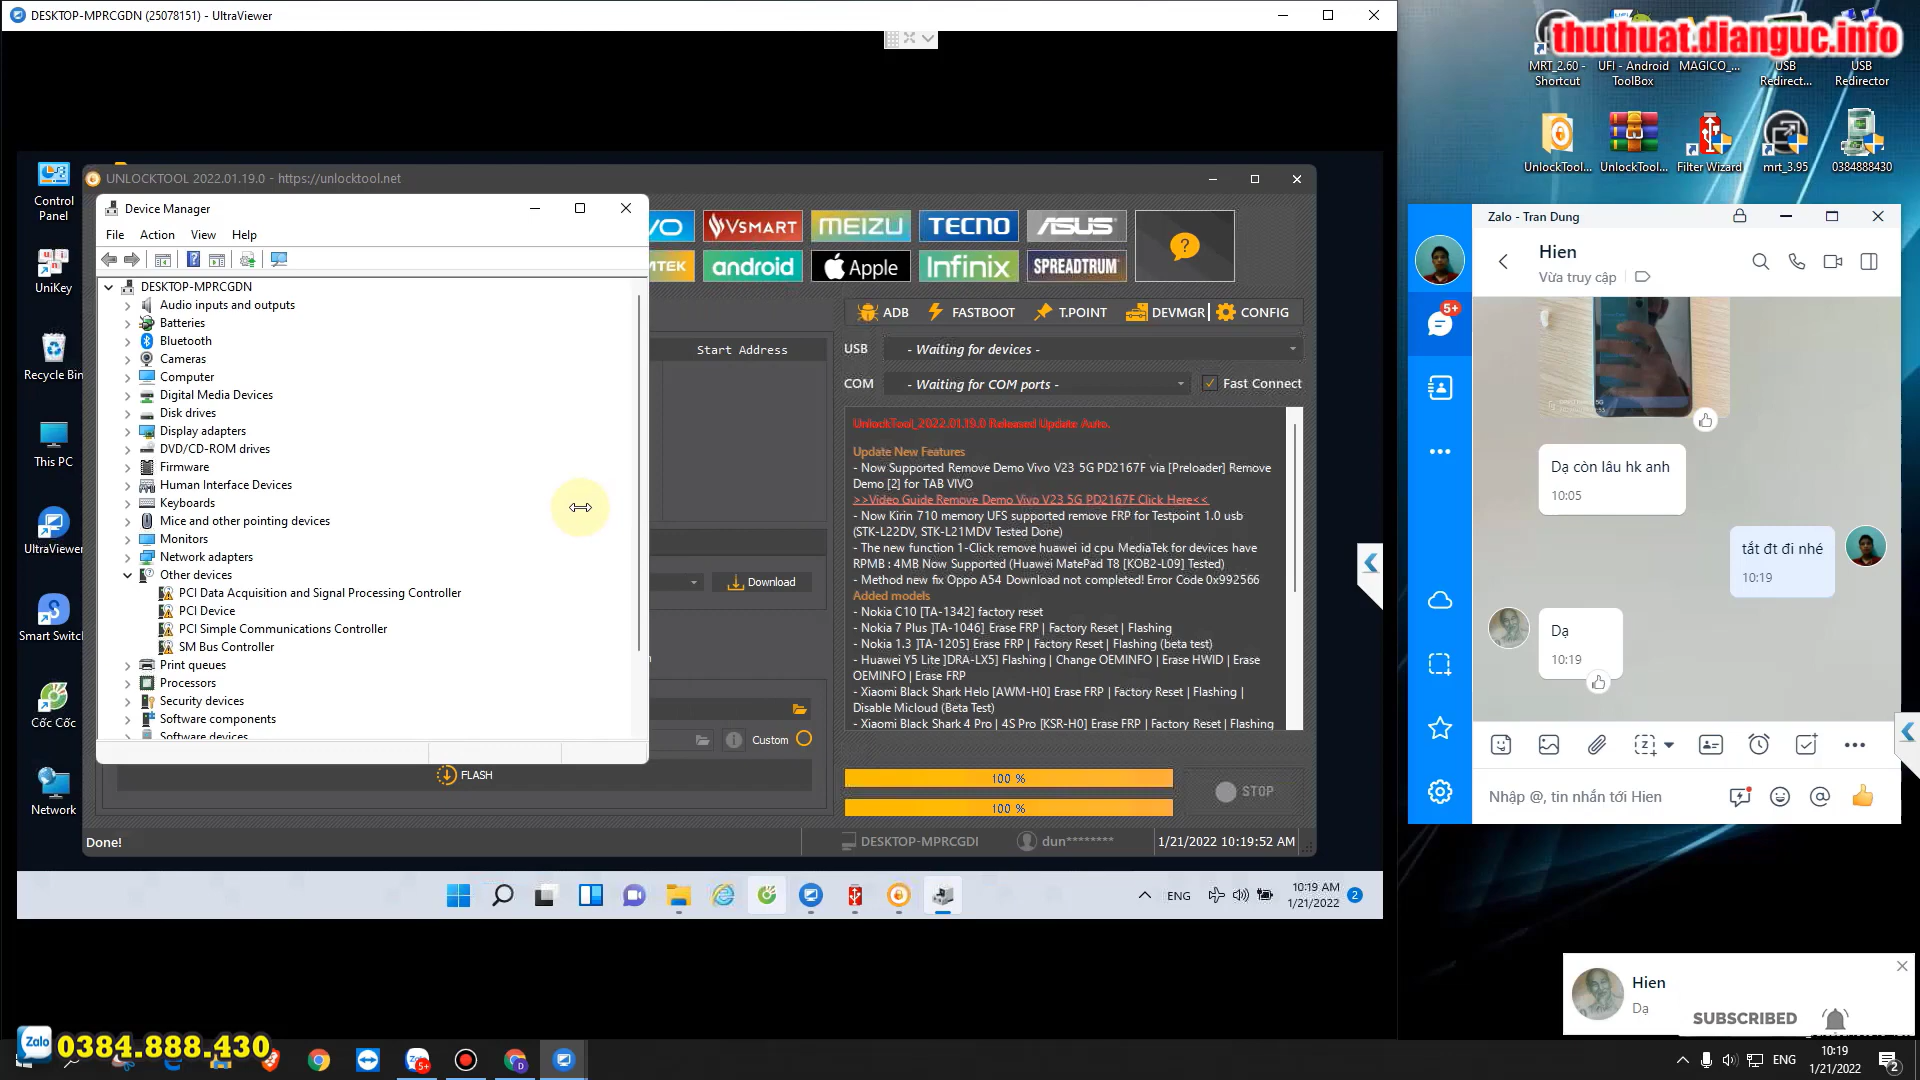 DESKTOP-MPRCGDN (25078151) - UltraViewer
thuthuat.dianguc.info
MRT_2.60 - Shortcut
UFI - Android ToolBox
MAGICO_...
USB Redirect...
USB Redirector
UnlockTool...
UnlockTool...
Filter Wizard
mrt_3.95
0384888430
Control Panel
UniKey
Recycle Bin
This PC
UltraViewer
Smart Switch
Cốc Cốc
Network
UNLOCKTOOL 2022.01.19.0 - https://unlocktool.net
Device Manager
File Action View Help
DESKTOP-MPRCGDN
Audio inputs and outputs
Batteries
Bluetooth
Cameras
Computer
Digital Media Devices
Disk drives
Display adapters
DVD/CD-ROM drives
Firmware
Human Interface Devices
Keyboards
Mice and other pointing devices
Monitors
Network adapters
Other devices
PCI Data Acquisition and Signal Processing Controller
PCI Device
PCI Simple Communications Controller
SM Bus Controller
Print queues
Processors
Security devices
Software components
Software devices
VSMART MEIZU TECNO ASUS
MTEK android Apple Infinix SPREADTRUM
?
ADB FASTBOOT T.POINT DEVMGR CONFIG
Start Address
USB - Waiting for devices -
COM - Waiting for COM ports - Fast Connect
UnlockTool_2022.01.19.0 Released Update Auto.
Update New Features
- Now Supported Remove Demo Vivo V23 5G PD2167F via [Preloader] Remove
Demo [2] for TAB VIVO
>>Video Guide Remove Demo Vivo V23 5G PD2167F Click Here<<
- Now Kirin 710 memory UFS supported remove FRP for Testpoint 1.0 usb
(STK-L22DV, STK-L21MDV Tested Done)
- The new function 1-Click remove huawei id cpu MediaTek for devices have
RPMB : 4MB Now Supported (Huawei MatePad T8 [KOB2-L09] Tested)
- Method new fix Oppo A54 Download not completed! Error Code 0x992566
Added models
- Nokia C10 [TA-1342] factory reset
- Nokia 7 Plus ]TA-1046] Erase FRP | Factory Reset | Flashing
- Nokia 1.3 ]TA-1205] Erase FRP | Factory Reset | Flashing (beta test)
- Huawei Y5 Lite ]DRA-LX5] Flashing | Change OEMINFO | Erase HWID | Erase
OEMINFO | Erase FRP
- Xiaomi Black Shark Helo [AWM-H0] Erase FRP | Factory Reset | Flashing |
Disable Micloud (Beta Test)
- Xiaomi Black Shark 4 Pro | 4S Pro [KSR-H0] Erase FRP | Factory Reset | Flashing
Download
Custom
FLASH
100 %
100 %
STOP
Done!
DESKTOP-MPRCGDI
dun********
1/21/2022 10:19:52 AM
ENG
10:19 AM
1/21/2022
2
Zalo - Tran Dung
Hien
Vừa truy cập
5+
Dạ còn lâu hk anh
10:05
tắt đt đi nhé
10:19
Dạ
10:19
Nhập @, tin nhắn tới Hien
Hien
Dạ
SUBSCRIBED
Zalo
0384.888.430
5+
D
ENG
10:19
1/21/2022
2